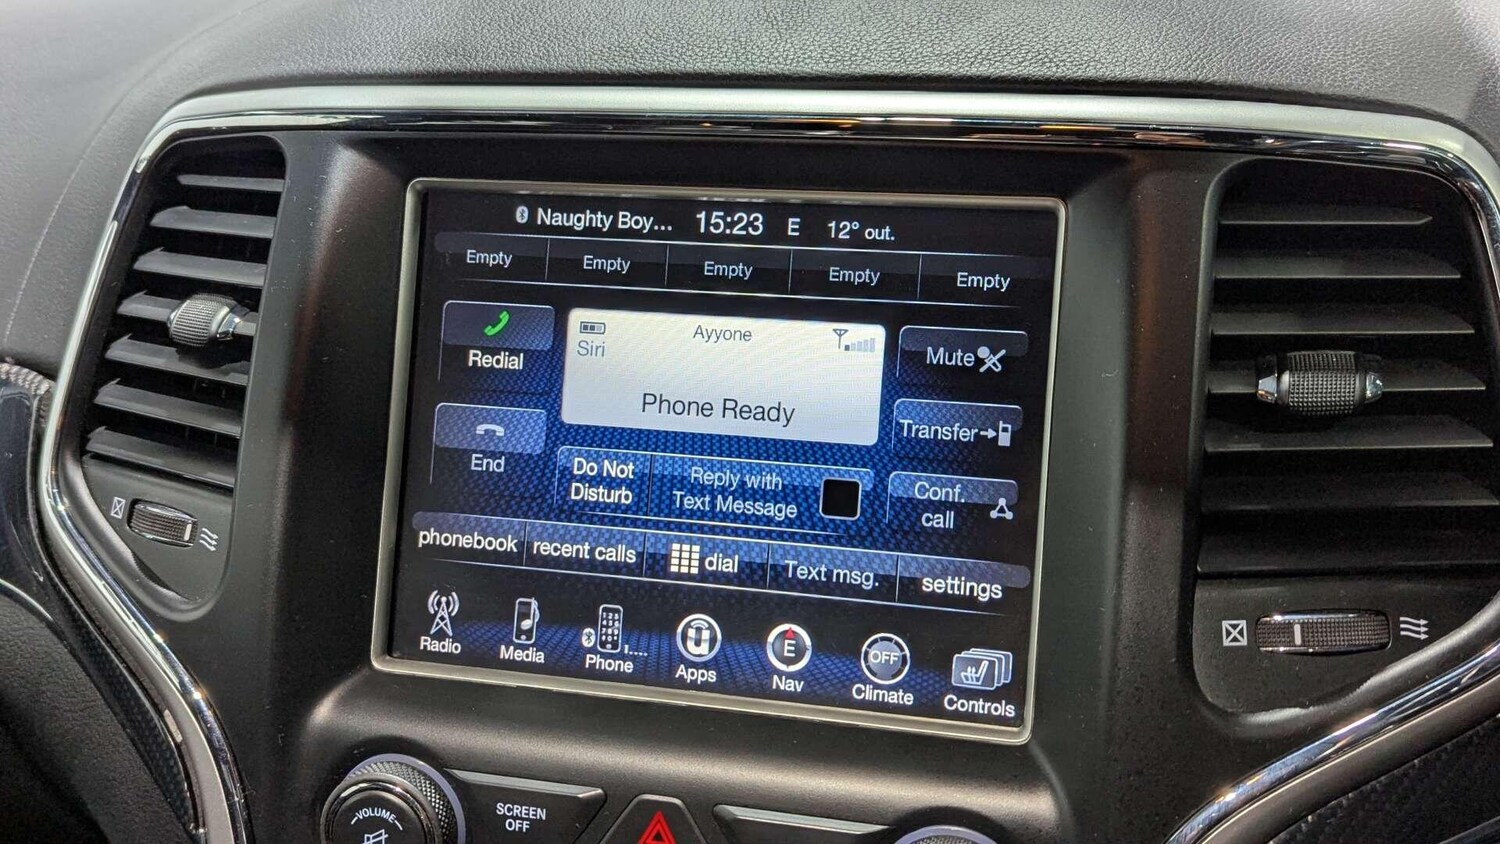 Naughty Boy... 15:23 E 12° out.
Empty Empty Empty Empty Empty
Redial
Siri
Ayyone
Phone Ready
Mute
Transfer
End
Do Not
Disturb
Reply with
Text Message
Conf.
call
phonebook recent calls dial Text msg. settings
Radio Media Phone Apps Nav Climate Controls
E
OFF
VOLUME
SCREEN
OFF